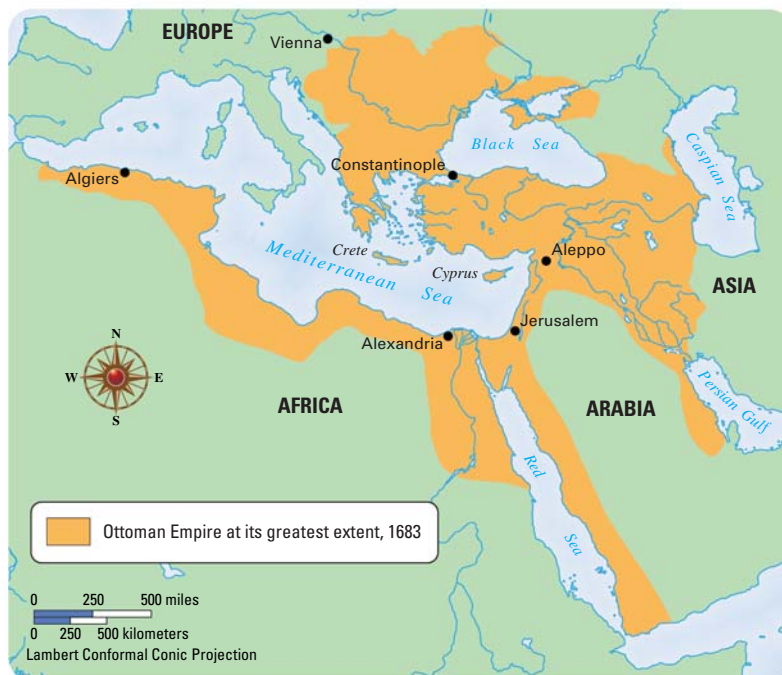 EUROPE
Vienna
Black Sea
Caspian Sea
Constantinople
Algiers
Mediterranean Sea
Crete
Cyprus
Aleppo
ASIA
Jerusalem
Alexandria
N
W
E
S
AFRICA
ARABIA
Persian Gulf
Red Sea
Ottoman Empire at its greatest extent, 1683
0 250 500 miles
0 250 500 kilometers
Lambert Conformal Conic Projection